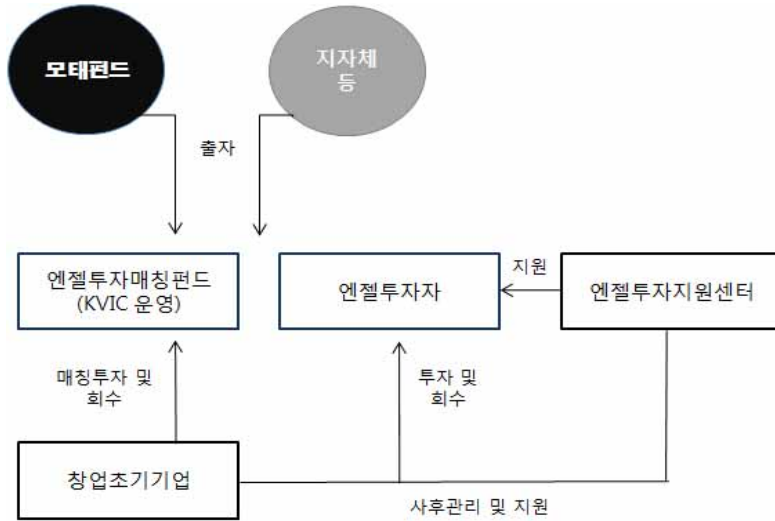 모태펀드
지자체
등
출자
엔젤투자매칭펀드
(KVIC 운영)
엔젤투자자
지원
엔젤투자지원센터
매칭투자 및
회수
투자 및
회수
창업초기기업
사후관리 및 지원